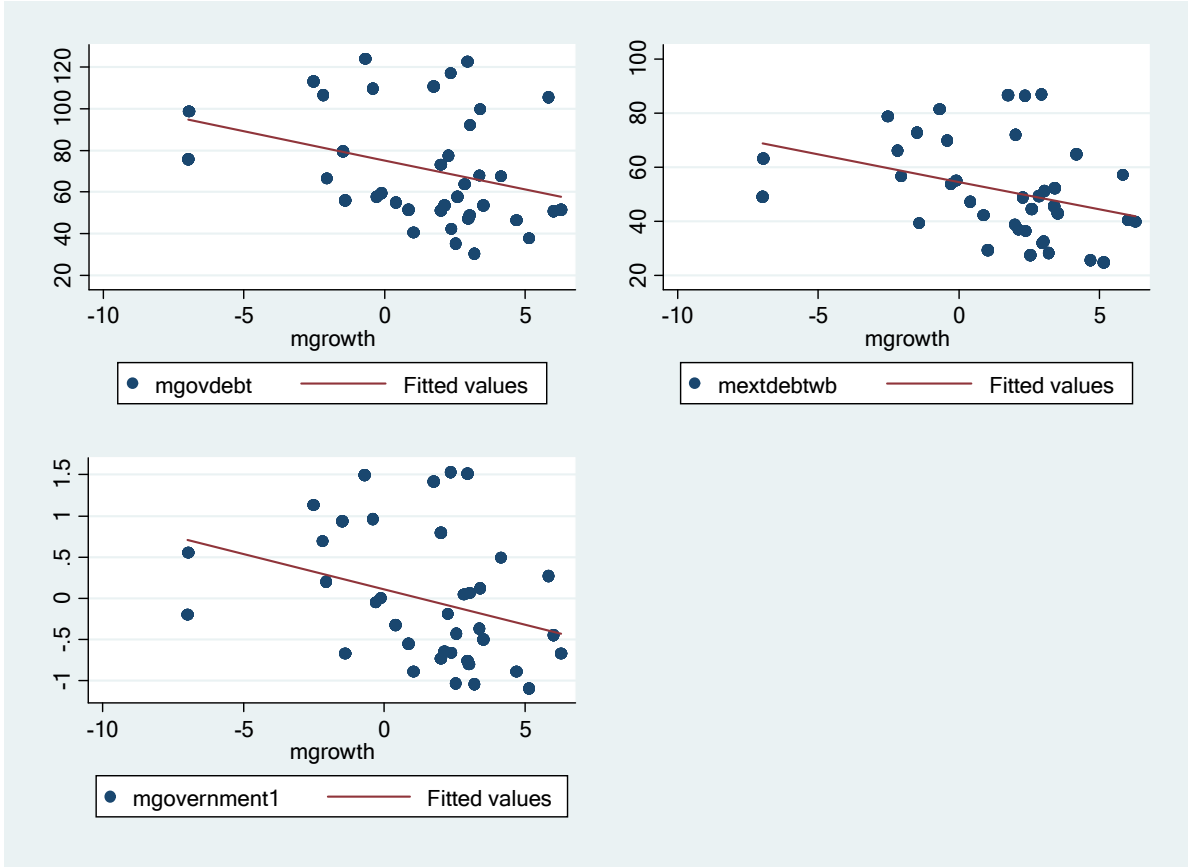 120
100
80
60
40
20
-10 -5 0 5
mgrowth
mgovdebt Fitted values
100
80
60
40
20
-10 -5 0 5
mgrowth
mextdebtwb Fitted values
1.5
1
.5
0
-.5
-1
-10 -5 0 5
mgrowth
mgovernment1 Fitted values